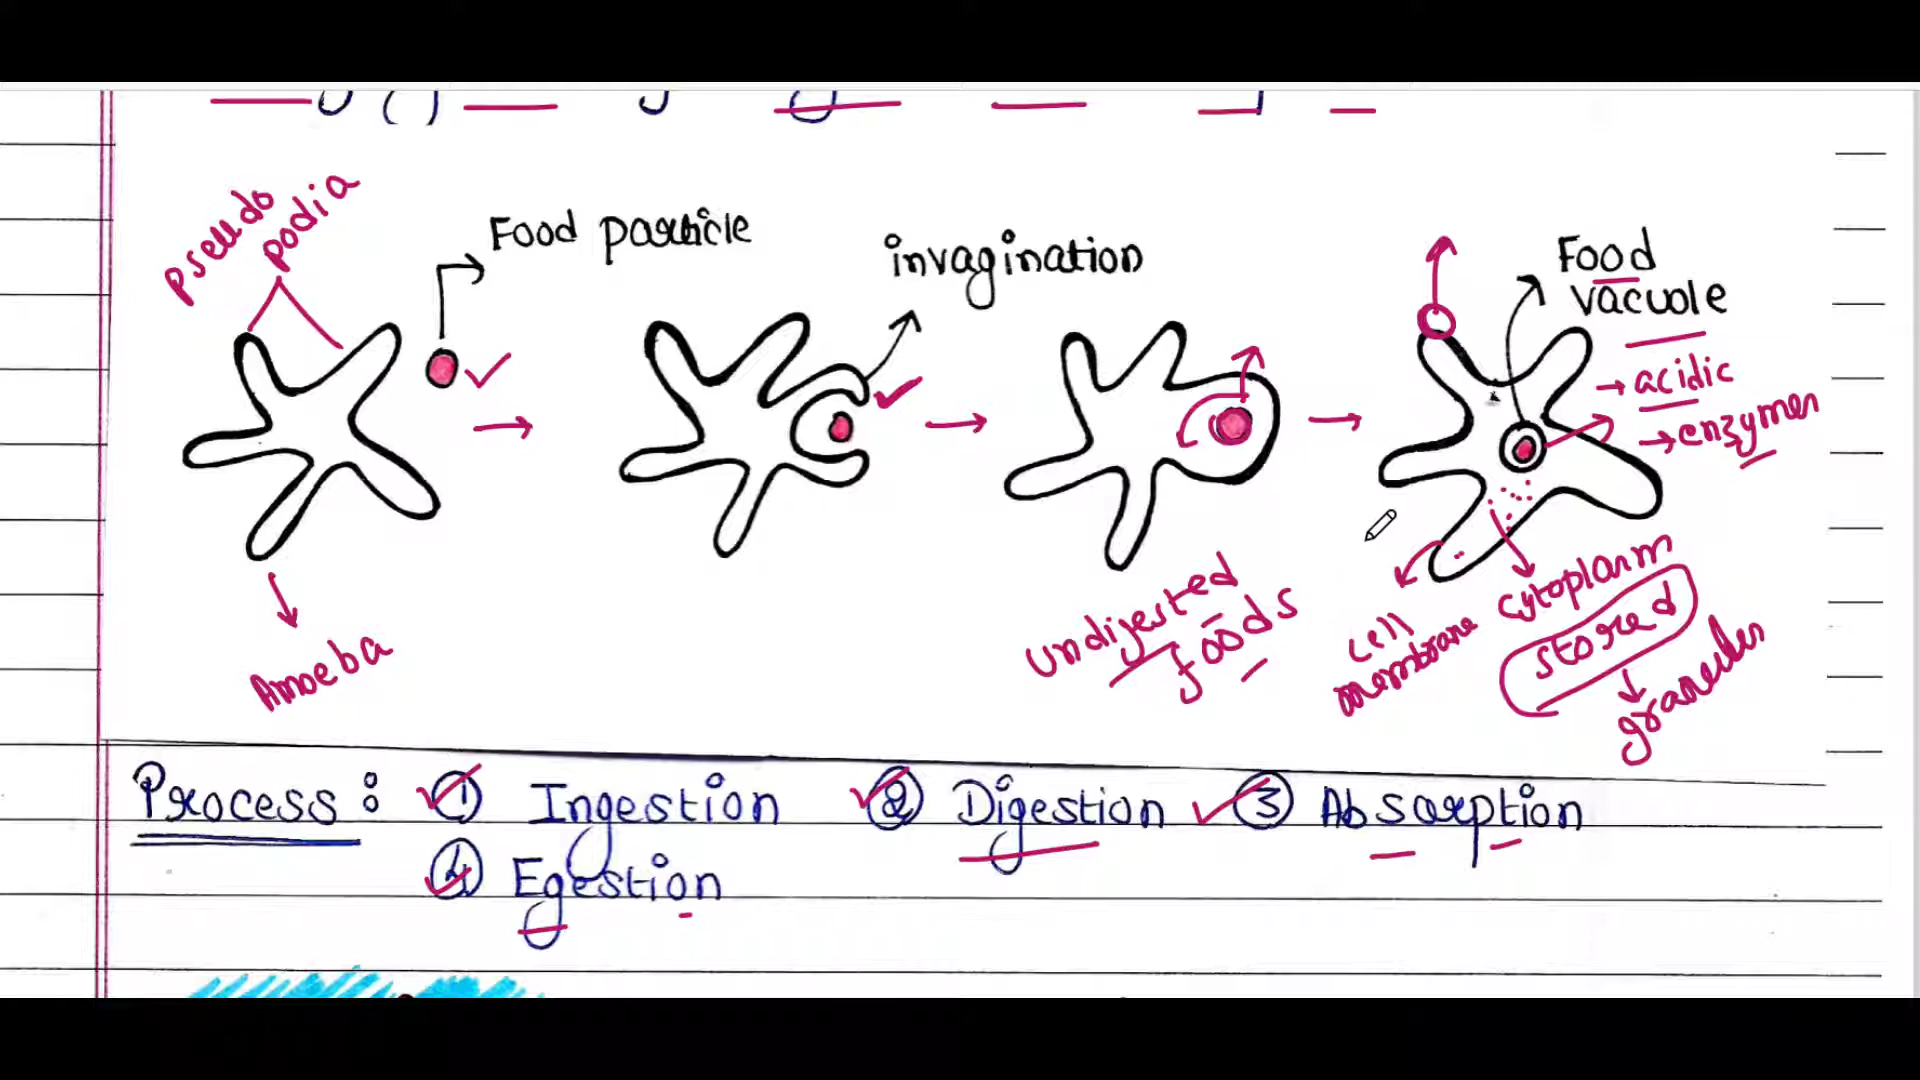 Pseudo
podia
Food particle
invagination
Food
vacuole
→ acidic
→ enzymes
Amoeba
undigested
foods
cell
membrane
cytoplasm
stored
granules
Process : ① Ingestion ② Digestion ③ Absorption
④ Egestion